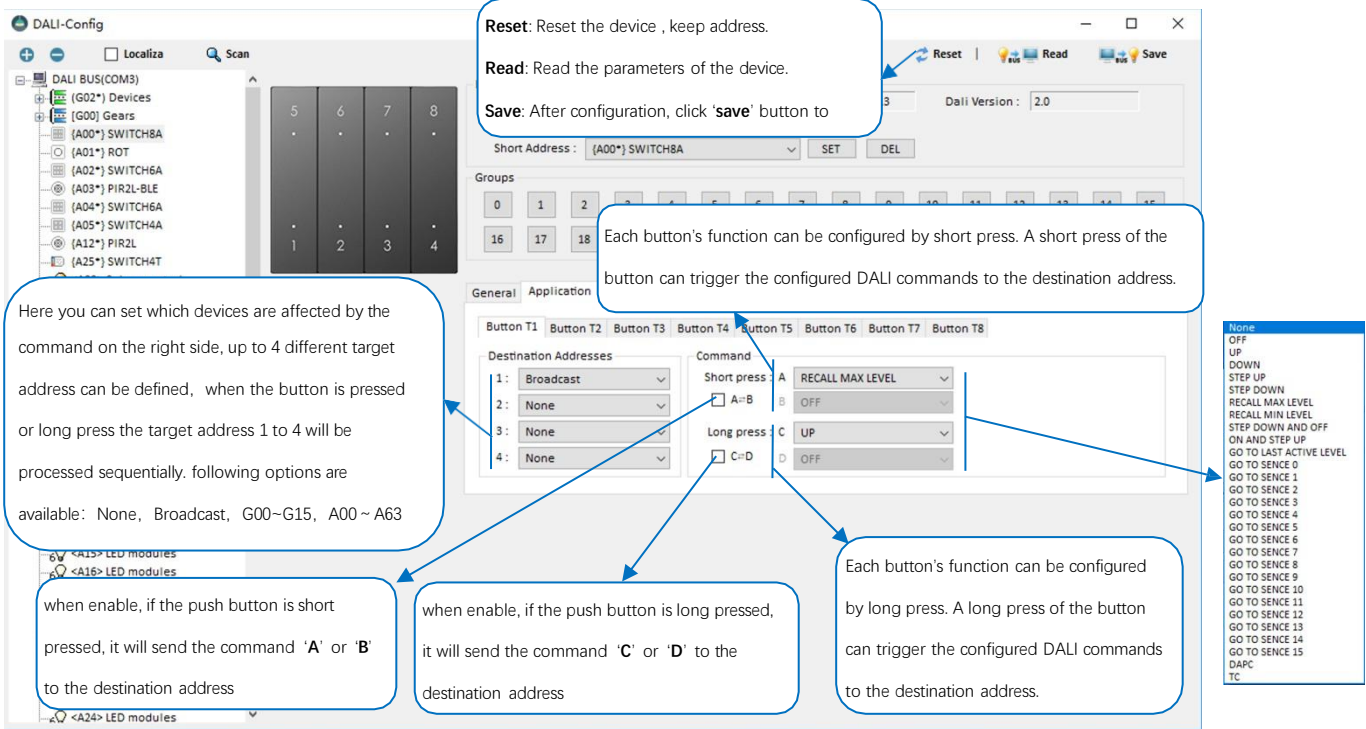 DALI-Config
Localiza
Scan
Reset
Read
Save
Reset: Reset the device , keep address.
Read: Read the parameters of the device.
Save: After configuration, click ‘save’ button to
DALI BUS(COM3)
(G02*) Devices
[G00] Gears
{A00*} SWITCH8A
{A01*} ROT
{A02*} SWITCH6A
{A03*} PIR2L-BLE
{A04*} SWITCH6A
{A05*} SWITCH4A
{A12*} PIR2L
{A25*} SWITCH4T
5 6 7 8
1 2 3 4
3
Dali Version : 2.0
Short Address : {A00*} SWITCH8A
SET
DEL
Groups
0 1 2 3 4 5 6 7 8 9 10 11 12 13 14 15
16 17 18
Each button’s function can be configured by short press. A short press of the
button can trigger the configured DALI commands to the destination address.
General Application
Button T1 Button T2 Button T3 Button T4 Button T5 Button T6 Button T7 Button T8
Destination Addresses
1 : Broadcast
2 : None
3 : None
4 : None
Command
Short press : A RECALL MAX LEVEL
A⇌B B OFF
Long press : C UP
C⇌D D OFF
Here you can set which devices are affected by the
command on the right side, up to 4 different target
address can be defined, when the button is pressed
or long press the target address 1 to 4 will be
processed sequentially. following options are
available: None, Broadcast, G00~G15, A00 ~ A63
<A15> LED modules
<A16> LED modules
when enable, if the push button is short
pressed, it will send the command ‘A’ or ‘B’
to the destination address
<A24> LED modules
when enable, if the push button is long pressed,
it will send the command ‘C’ or ‘D’ to the
destination address
Each button’s function can be configured
by long press. A long press of the button
can trigger the configured DALI commands
to the destination address.
None
OFF
UP
DOWN
STEP UP
STEP DOWN
RECALL MAX LEVEL
RECALL MIN LEVEL
STEP DOWN AND OFF
ON AND STEP UP
GO TO LAST ACTIVE LEVEL
GO TO SENCE 0
GO TO SENCE 1
GO TO SENCE 2
GO TO SENCE 3
GO TO SENCE 4
GO TO SENCE 5
GO TO SENCE 6
GO TO SENCE 7
GO TO SENCE 8
GO TO SENCE 9
GO TO SENCE 10
GO TO SENCE 11
GO TO SENCE 12
GO TO SENCE 13
GO TO SENCE 14
GO TO SENCE 15
DAPC
TC